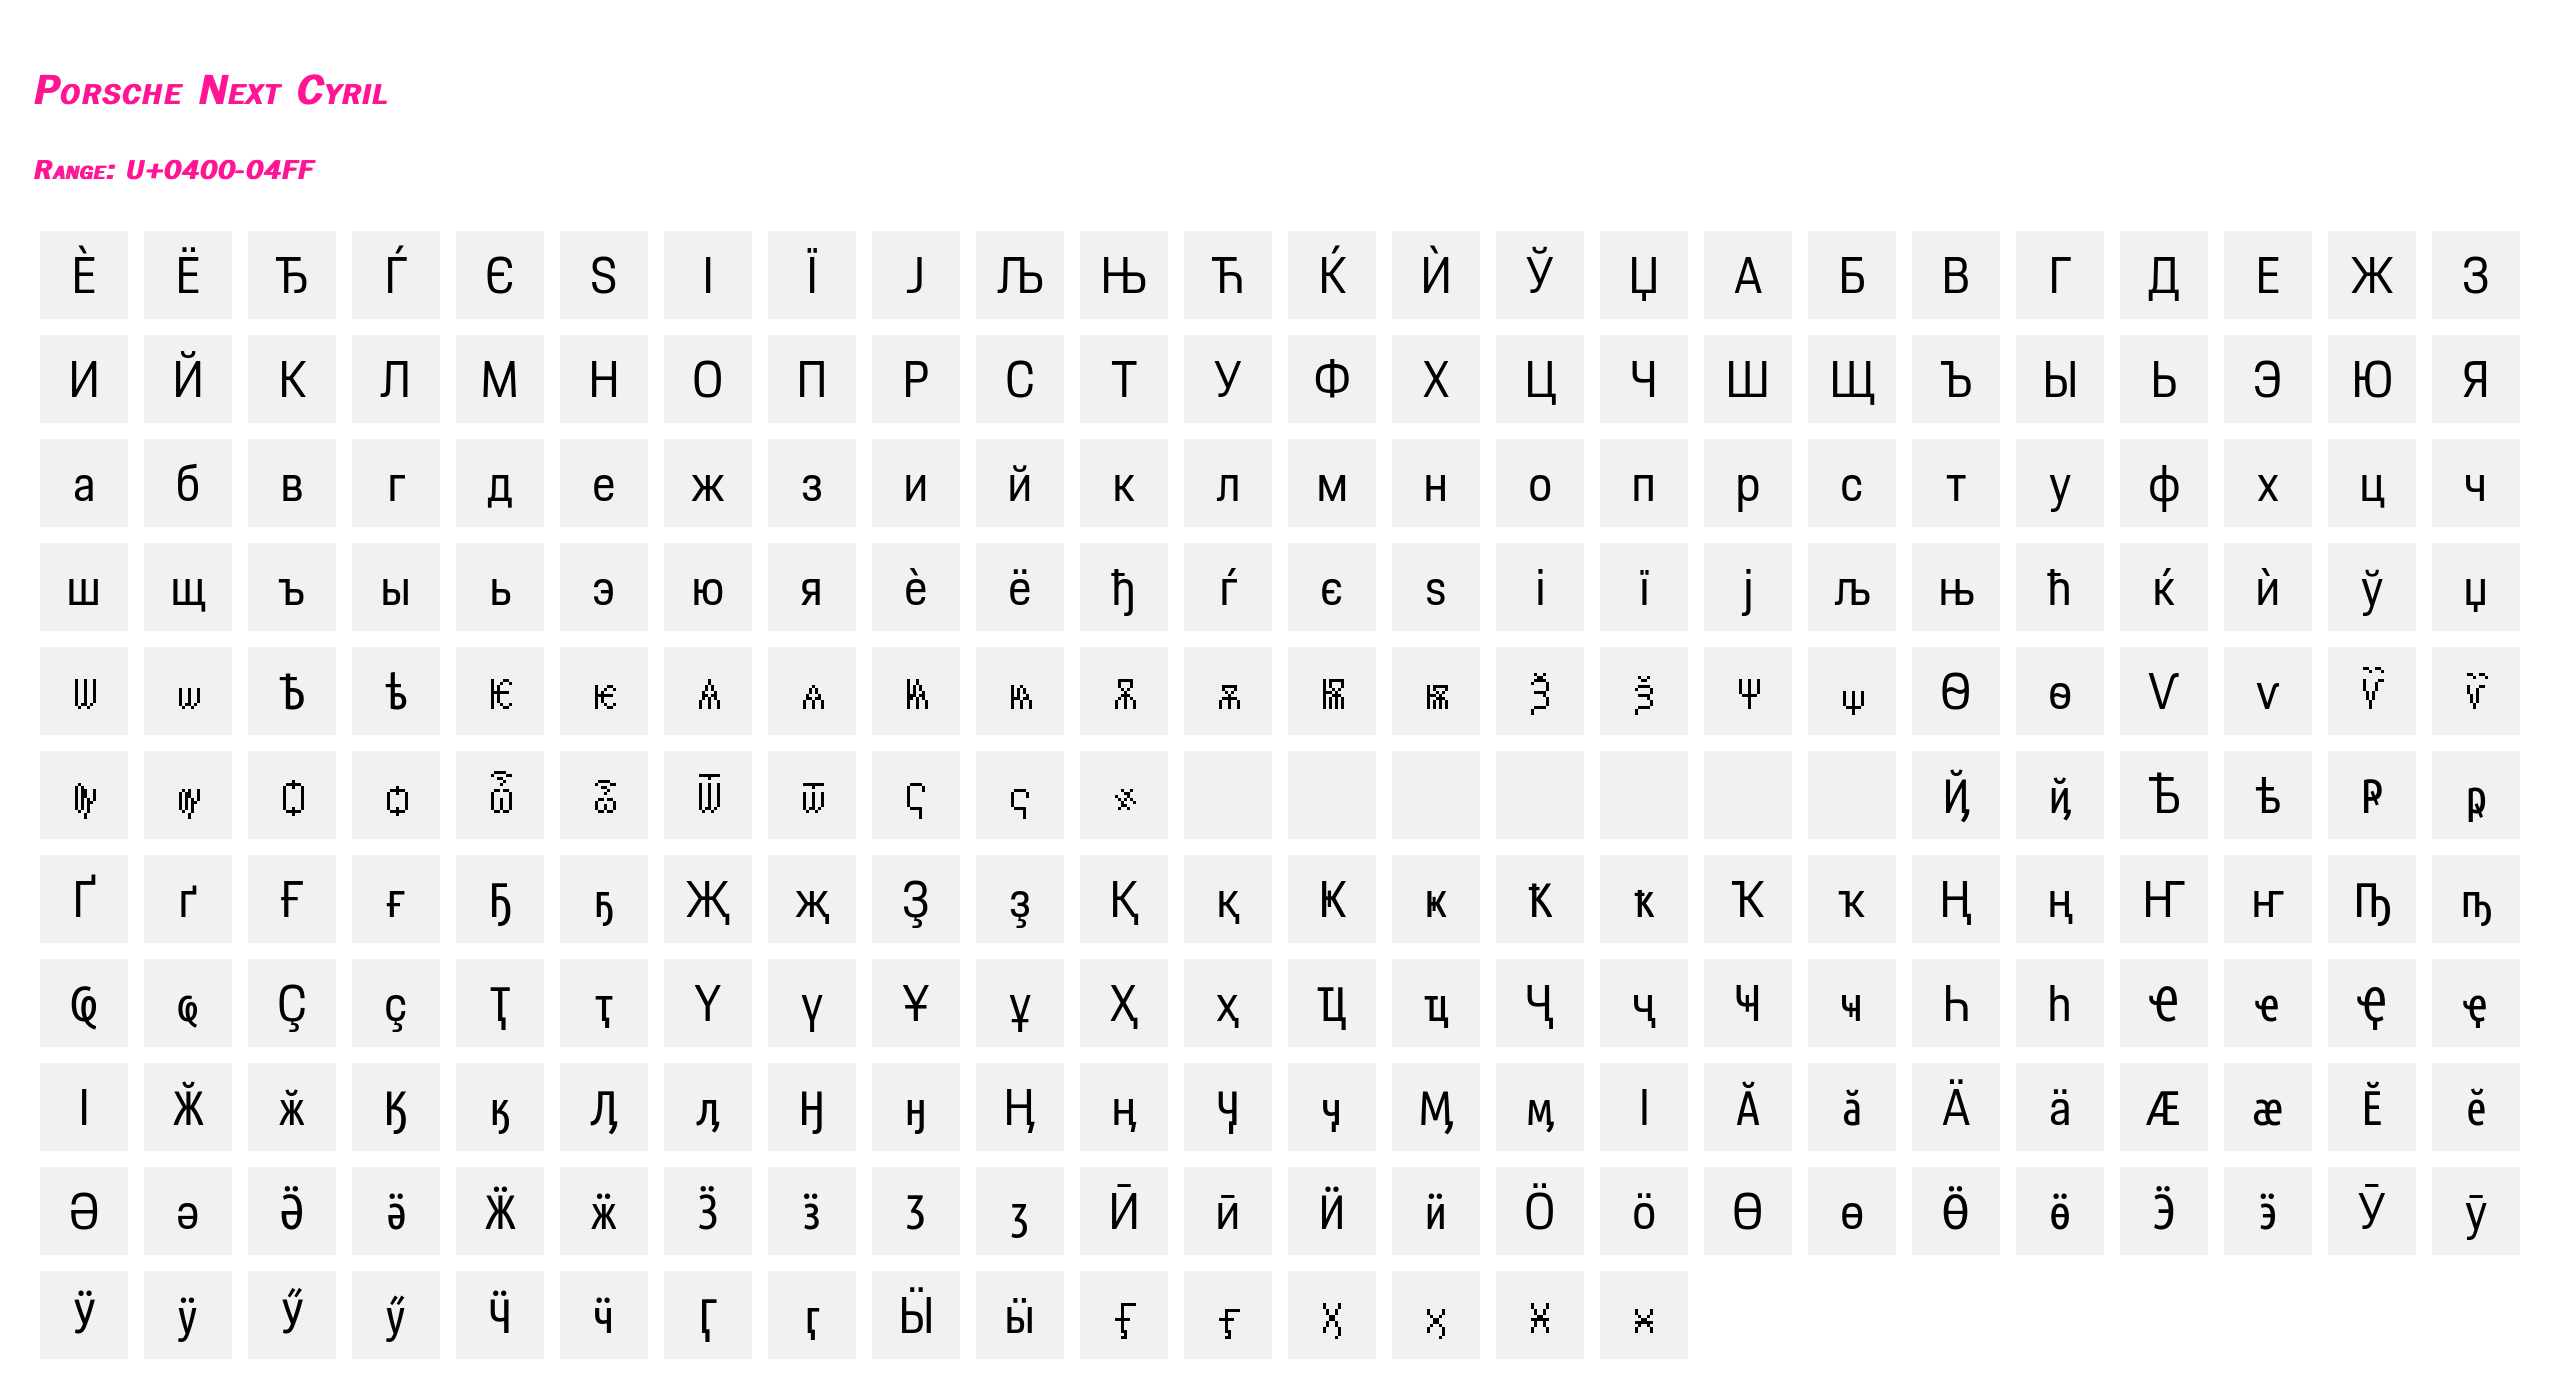 Porsche Next Cyril
Range: U+0400-04FF
Ѐ Ё Ђ Ѓ Є Ѕ І Ї Ј Љ Њ Ћ Ќ Ѝ Ў Џ А Б В Г Д Е Ж З
И Й К Л М Н О П Р С Т У Ф Х Ц Ч Ш Щ Ъ Ы Ь Э Ю Я
а б в г д е ж з и й к л м н о п р с т у ф х ц ч
ш щ ъ ы ь э ю я ѐ ё ђ ѓ є ѕ і ї ј љ њ ћ ќ ѝ ў џ
Ѡ ѡ Ѣ ѣ Ѥ ѥ Ѧ ѧ Ѩ ѩ Ѫ ѫ Ѭ ѭ Ѯ ѯ Ѱ ѱ Ѳ ѳ Ѵ ѵ Ѷ ѷ
Ѹ ѹ Ѻ ѻ Ѽ ѽ Ѿ ѿ Ҁ ҁ ҂ Ҋ ҋ Ҍ ҍ Ҏ ҏ
Ґ ґ Ғ ғ Ҕ ҕ Җ җ Ҙ ҙ Қ қ Ҝ ҝ Ҟ ҟ Ҡ ҡ Ң ң Ҥ ҥ Ҧ ҧ
Ҩ ҩ Ҫ ҫ Ҭ ҭ Ү ү Ұ ұ Ҳ ҳ Ҵ ҵ Ҷ ҷ Ҹ ҹ Һ һ Ҽ ҽ Ҿ ҿ
Ӏ Ӂ ӂ Ӄ ӄ Ӆ ӆ Ӈ ӈ Ӊ ӊ Ӌ ӌ Ӎ ӎ ӏ Ӑ ӑ Ӓ ӓ Ӕ ӕ Ӗ ӗ
Ә ә Ӛ ӛ Ӝ ӝ Ӟ ӟ Ӡ ӡ Ӣ ӣ Ӥ ӥ Ӧ ӧ Ө ө Ӫ ӫ Ӭ ӭ Ӯ ӯ
Ӱ ӱ Ӳ ӳ Ӵ ӵ Ӷ ӷ Ӹ ӹ Ӻ ӻ Ӽ ӽ Ӿ ӿ